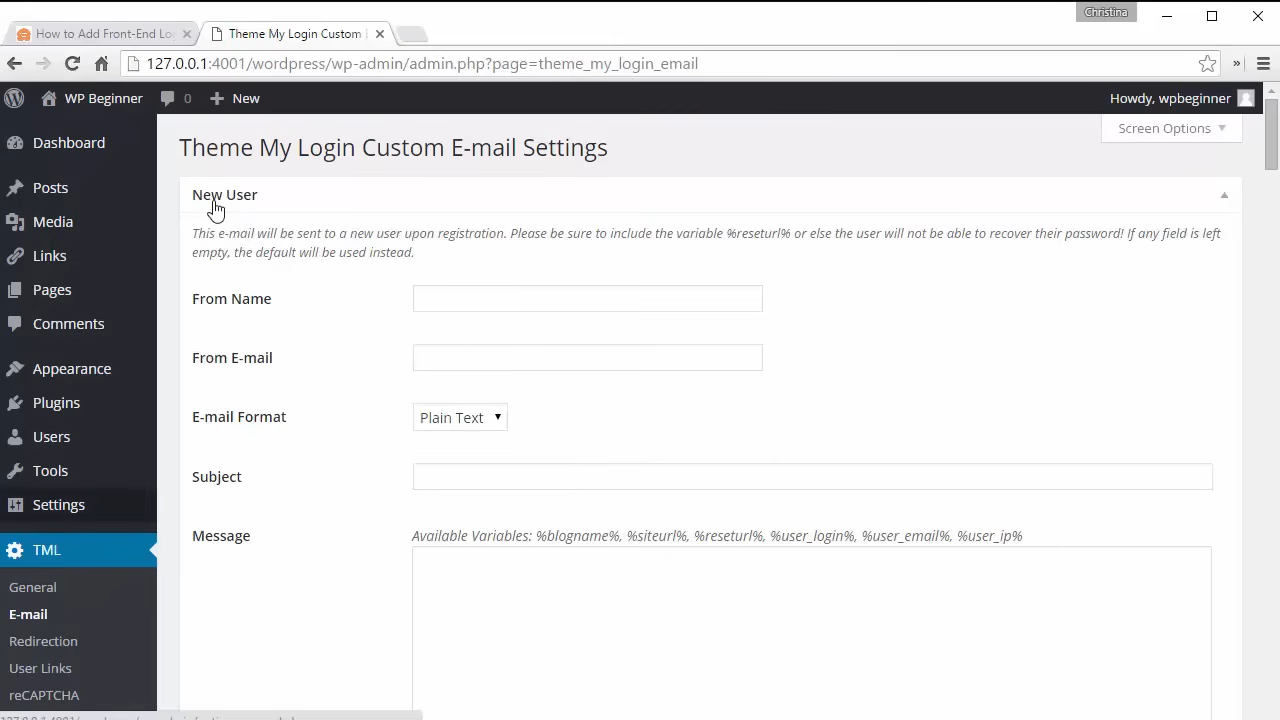 Christina
How to Add Front-End Lo
Theme My Login Custom
127.0.0.1:4001/wordpress/wp-admin/admin.php?page=theme_my_login_email
WP Beginner
0
New
Howdy, wpbeginner
Screen Options
Dashboard
Posts
Media
Links
Pages
Comments
Appearance
Plugins
Users
Tools
Settings
TML
General
E-mail
Redirection
User Links
reCAPTCHA
Theme My Login Custom E-mail Settings
New User
This e-mail will be sent to a new user upon registration. Please be sure to include the variable %reseturl% or else the user will not be able to recover their password! If any field is left
empty, the default will be used instead.
From Name
From E-mail
E-mail Format
Plain Text
Subject
Message
Available Variables: %blogname%, %siteurl%, %reseturl%, %user_login%, %user_email%, %user_ip%